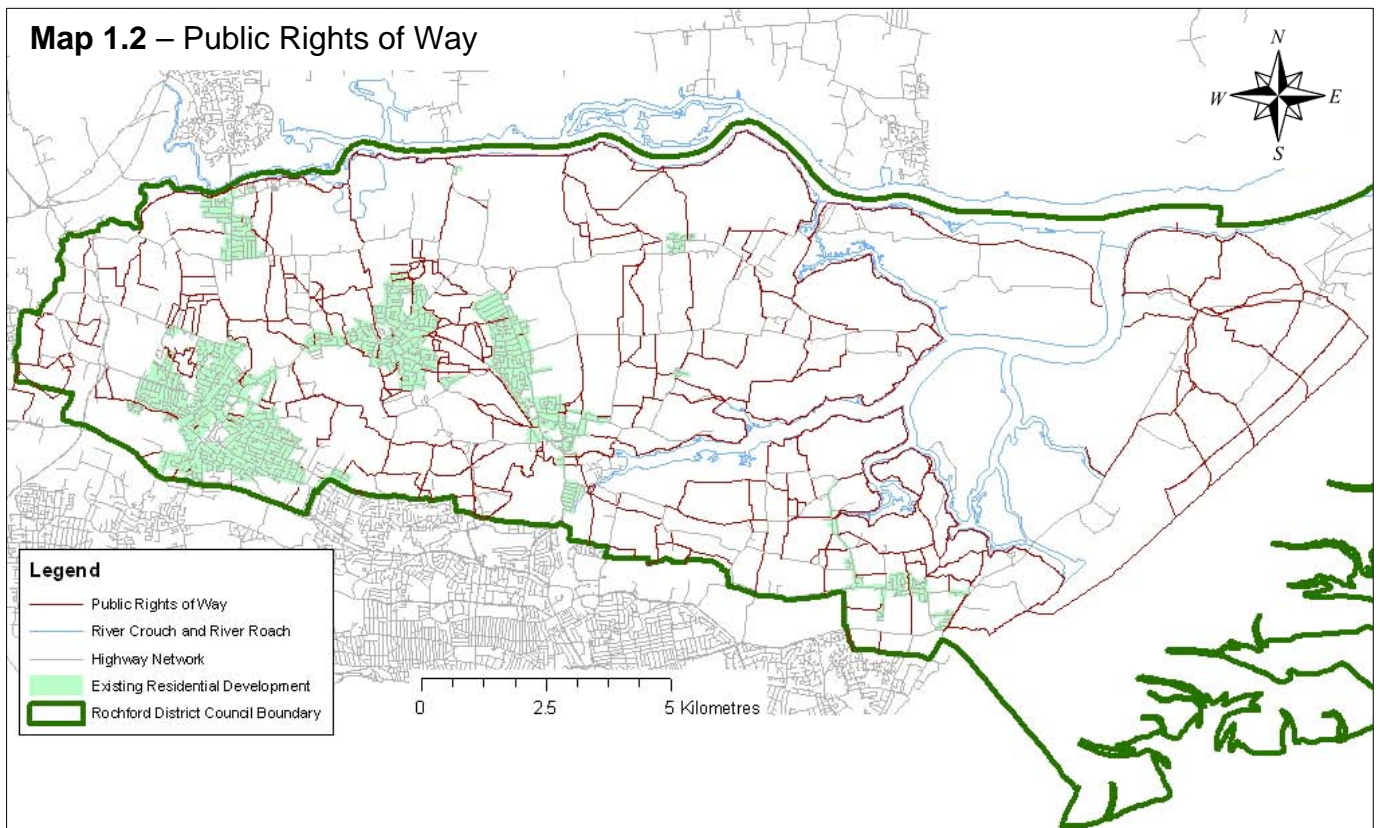 Map 1.2 – Public Rights of Way
N
W E
S
Legend
Public Rights of Way
River Crouch and River Roach
Highway Network
Existing Residential Development
Rochford District Council Boundary
0 2.5 5 Kilometres